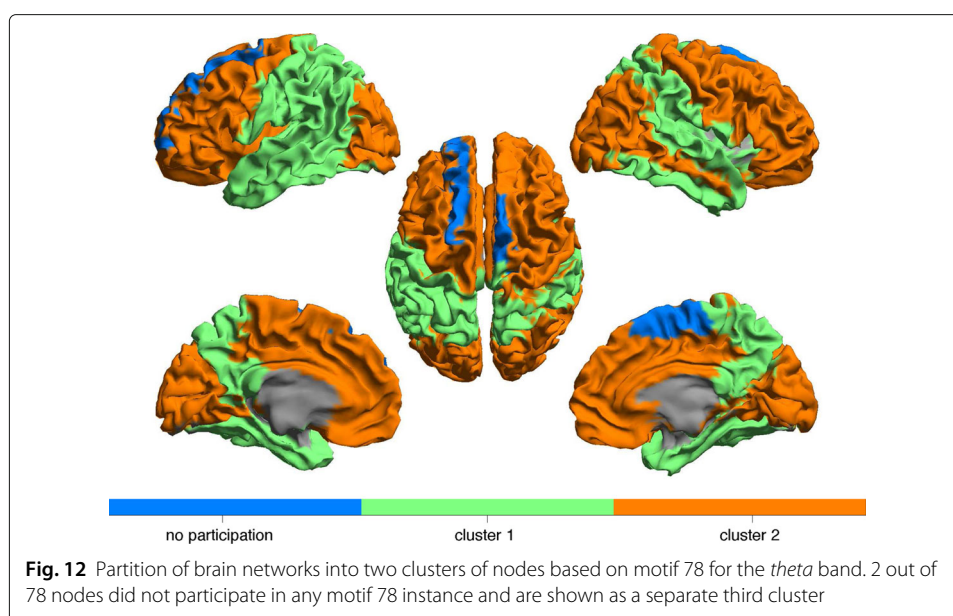 no participation
cluster 1
cluster 2
Fig. 12 Partition of brain networks into two clusters of nodes based on motif 78 for the theta band. 2 out of
78 nodes did not participate in any motif 78 instance and are shown as a separate third cluster